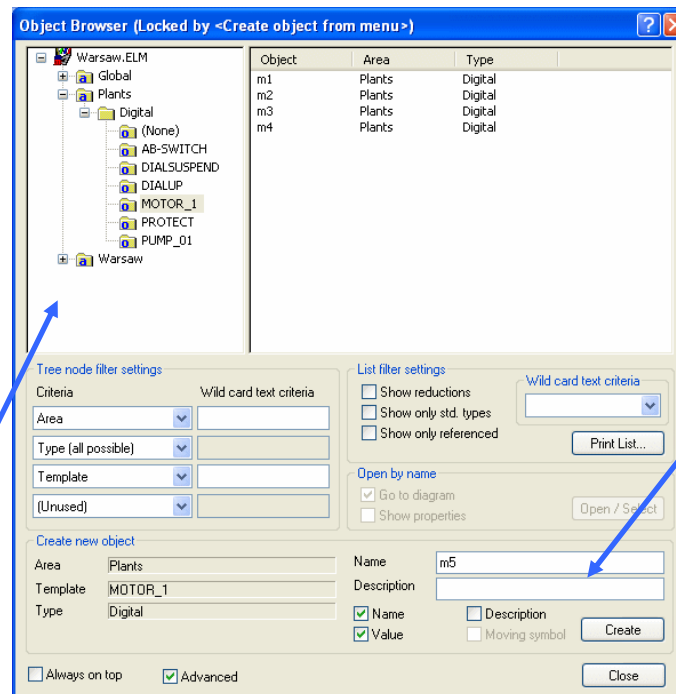 Object Browser (Locked by <Create object from menu>)
Warsaw.ELM
Global
Plants
Digital
(None)
AB-SWITCH
DIALSUSPEND
DIALUP
MOTOR_1
PROTECT
PUMP_01
Warsaw
Object Area Type
m1 Plants Digital
m2 Plants Digital
m3 Plants Digital
m4 Plants Digital
Tree node filter settings
Criteria Wild card text criteria
Area
Type (all possible)
Template
(Unused)
List filter settings
Show reductions
Show only std. types
Show only referenced
Wild card text criteria
Print List...
Open by name
Go to diagram
Show properties
Open / Select
Create new object
Area Plants
Template MOTOR_1
Type Digital
Name m5
Description
Name Description
Value Moving symbol
Create
Always on top Advanced
Close